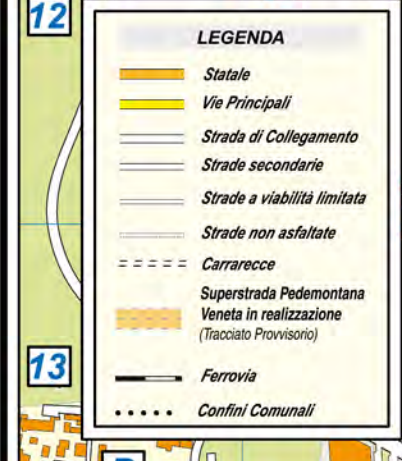 12
LEGENDA
Statale
Vie Principali
Strada di Collegamento
Strade secondarie
Strade a viabilità limitata
Strade non asfaltate
Carrarecce
Superstrada Pedemontana
Veneta in realizzazione
(Tracciato Provvisorio)
13
Ferrovia
Confini Comunali